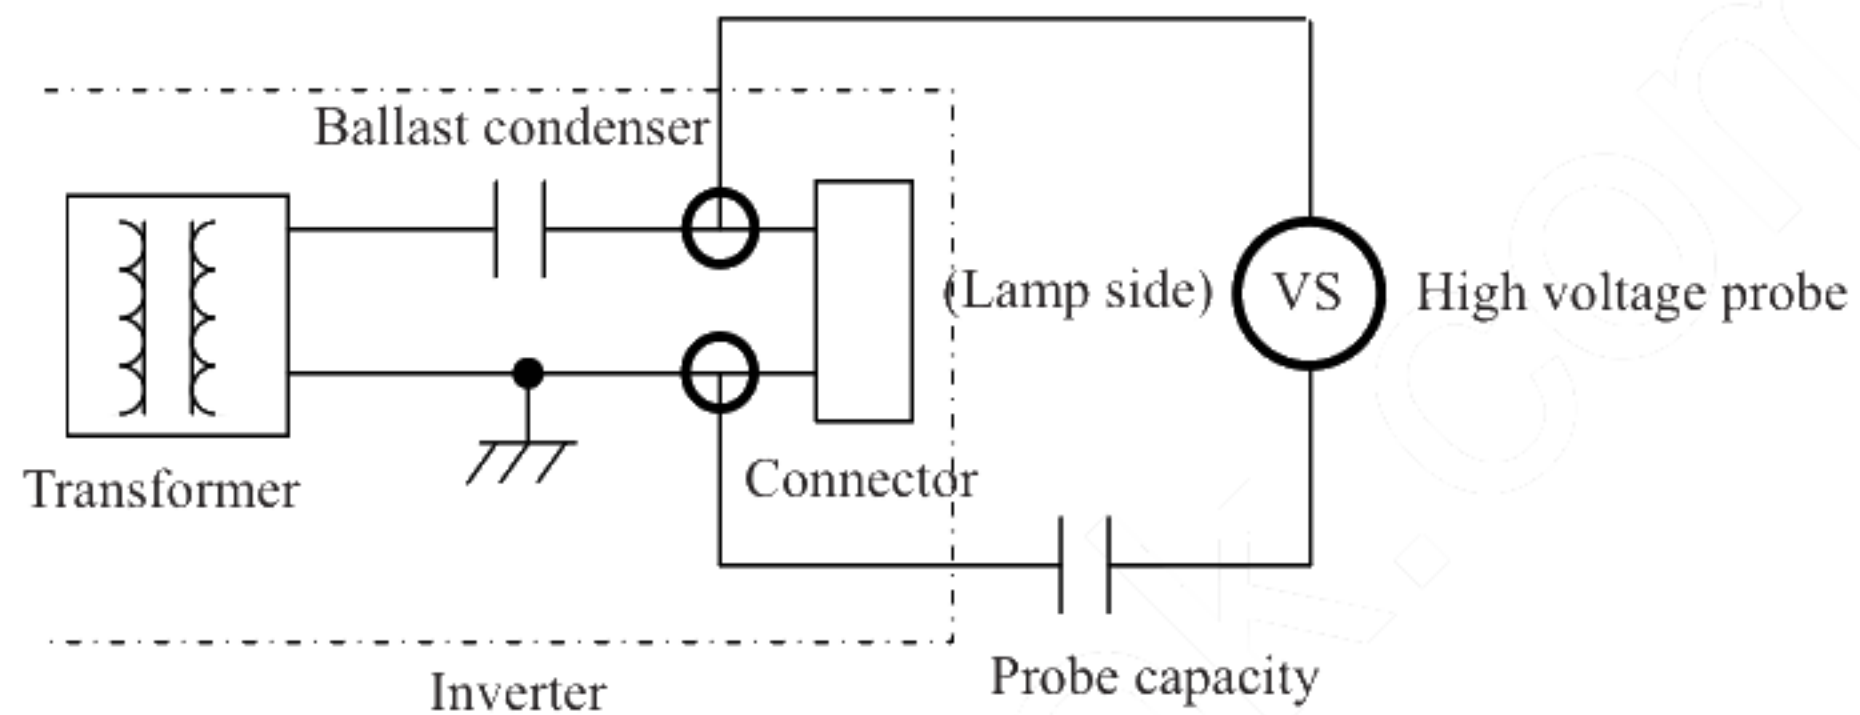 Ballast condenser
(Lamp side)
VS
High voltage probe
Transformer
Connector
Probe capacity
Inverter